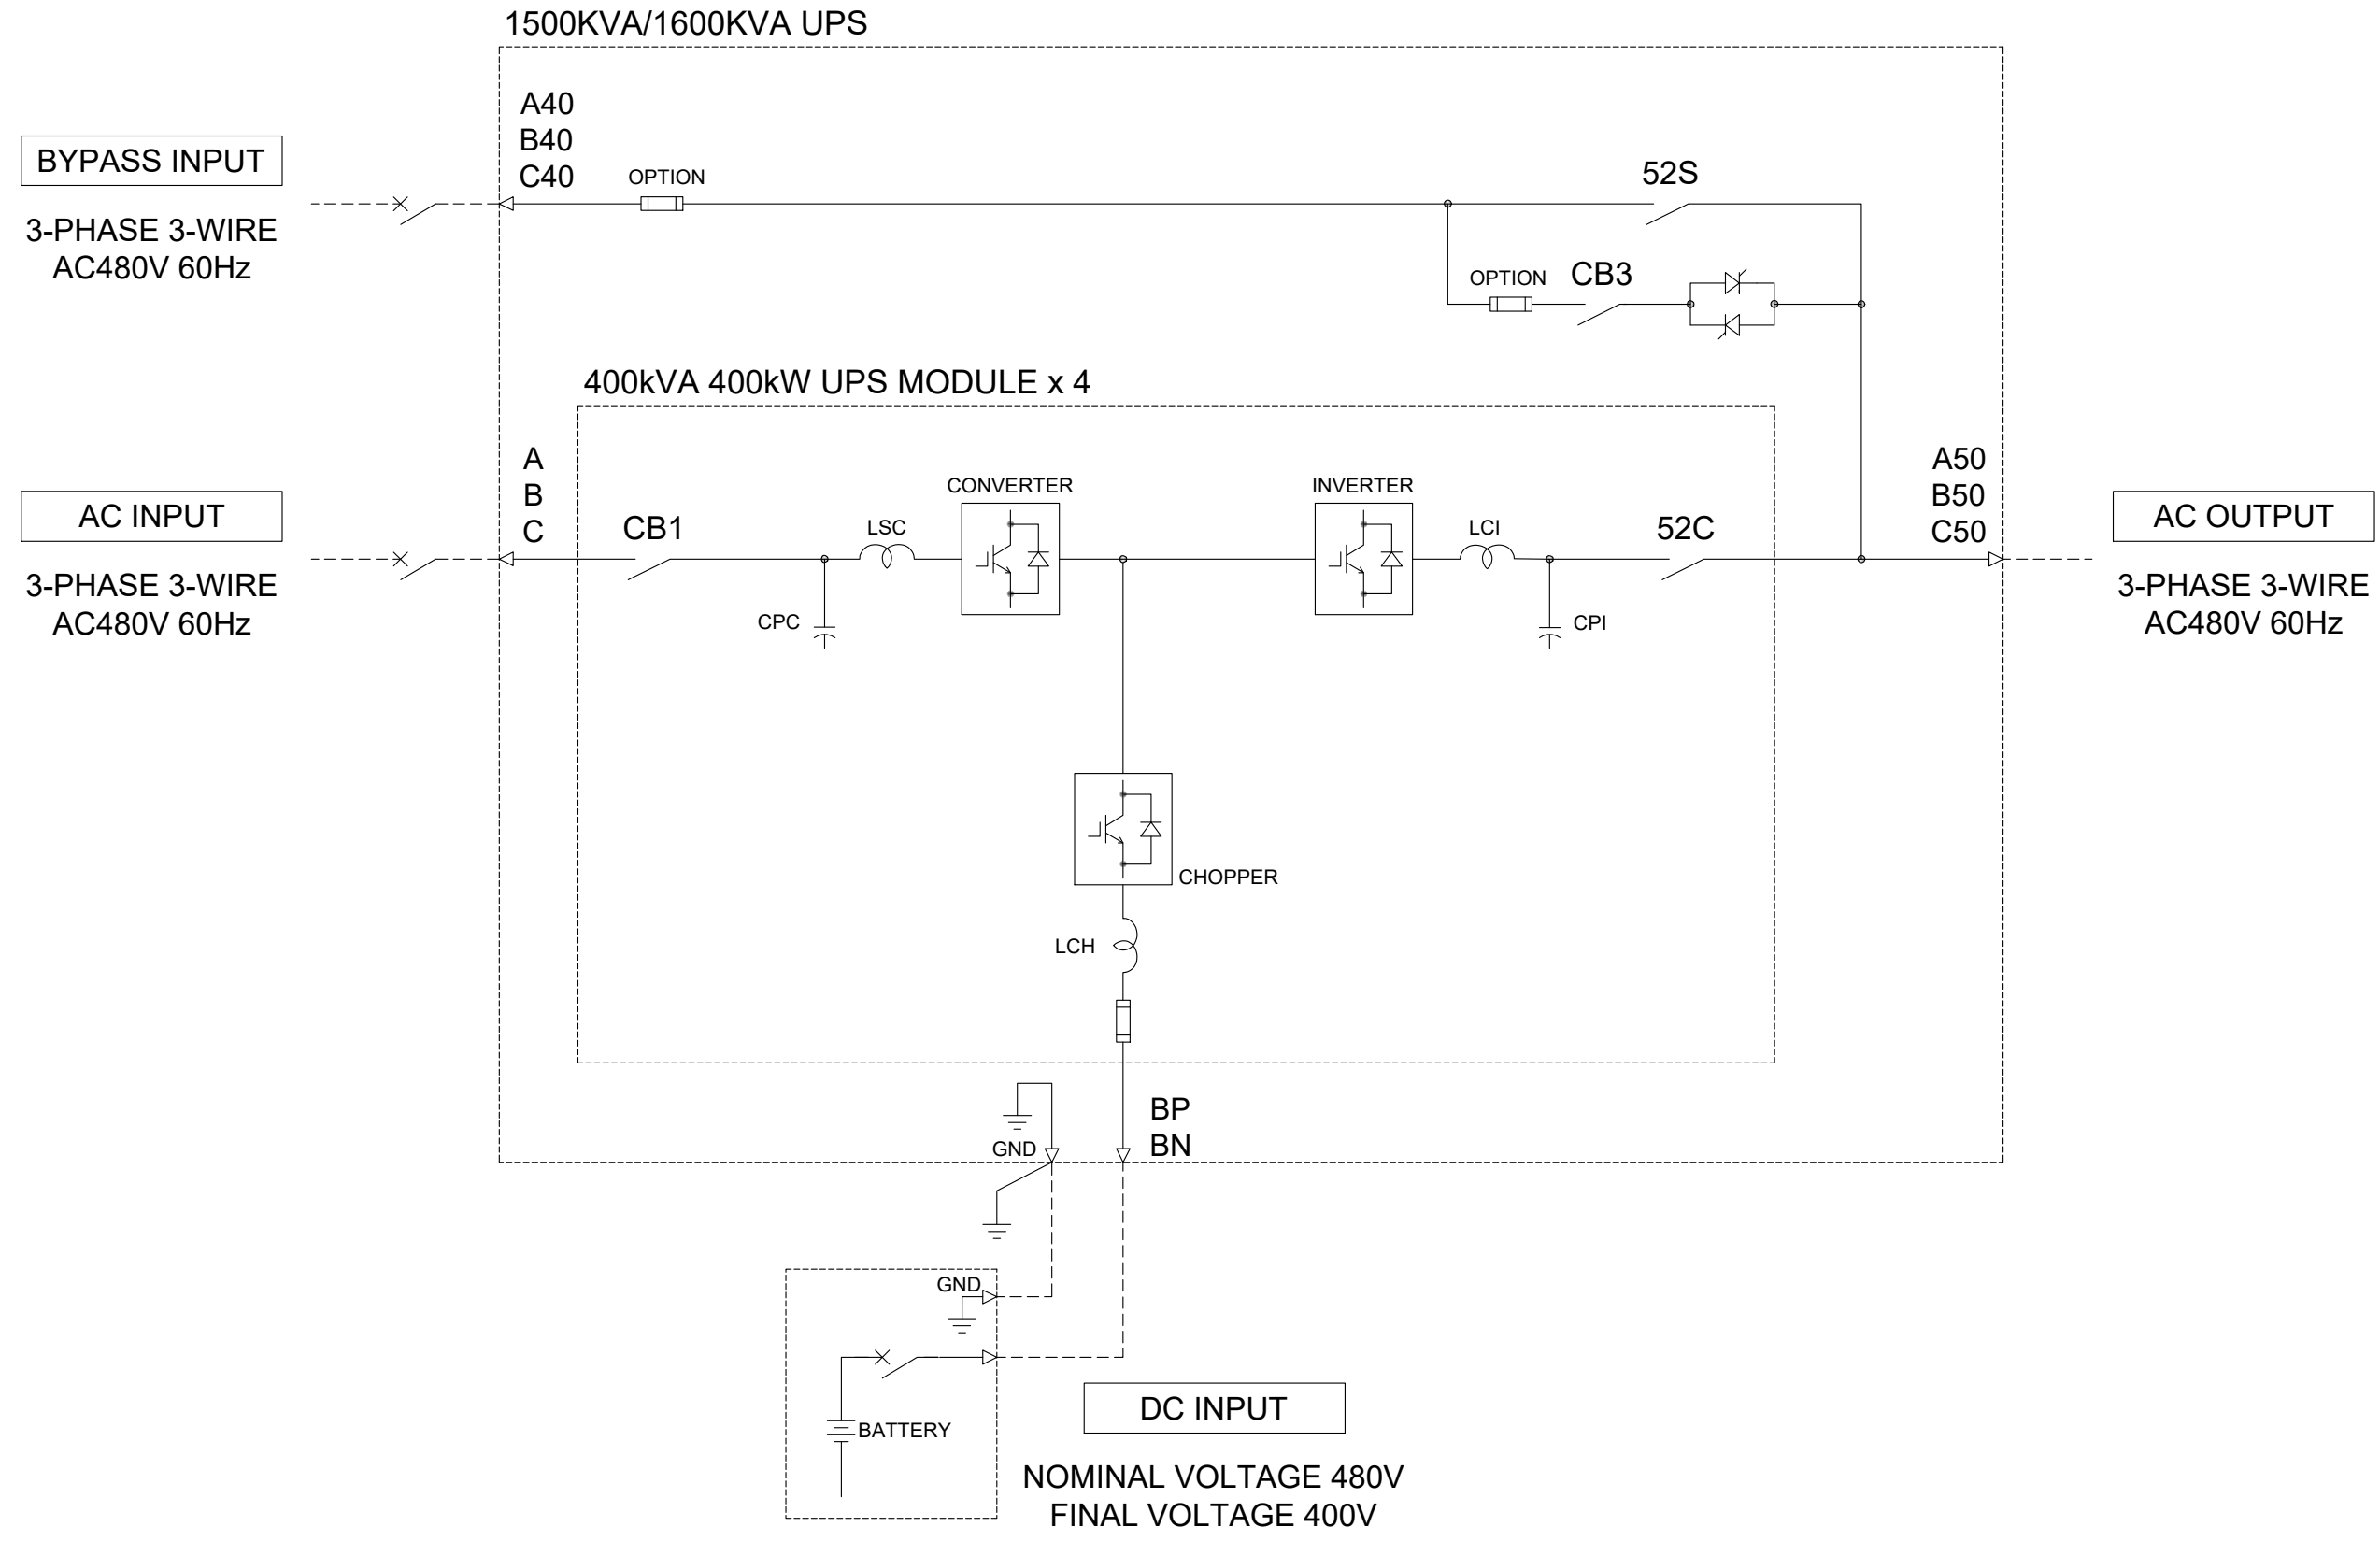 1500KVA/1600KVA UPS
A40
B40
C40
BYPASS INPUT
3-PHASE 3-WIRE
AC480V 60Hz
OPTION
52S
OPTION
CB3
400kVA 400kW UPS MODULE x 4
A
B
C
AC INPUT
3-PHASE 3-WIRE
AC480V 60Hz
CB1
LSC
CONVERTER
INVERTER
LCI
52C
CPC
CPI
A50
B50
C50
AC OUTPUT
3-PHASE 3-WIRE
AC480V 60Hz
CHOPPER
LCH
BP
BN
GND
GND
BATTERY
DC INPUT
NOMINAL VOLTAGE 480V
FINAL VOLTAGE 400V